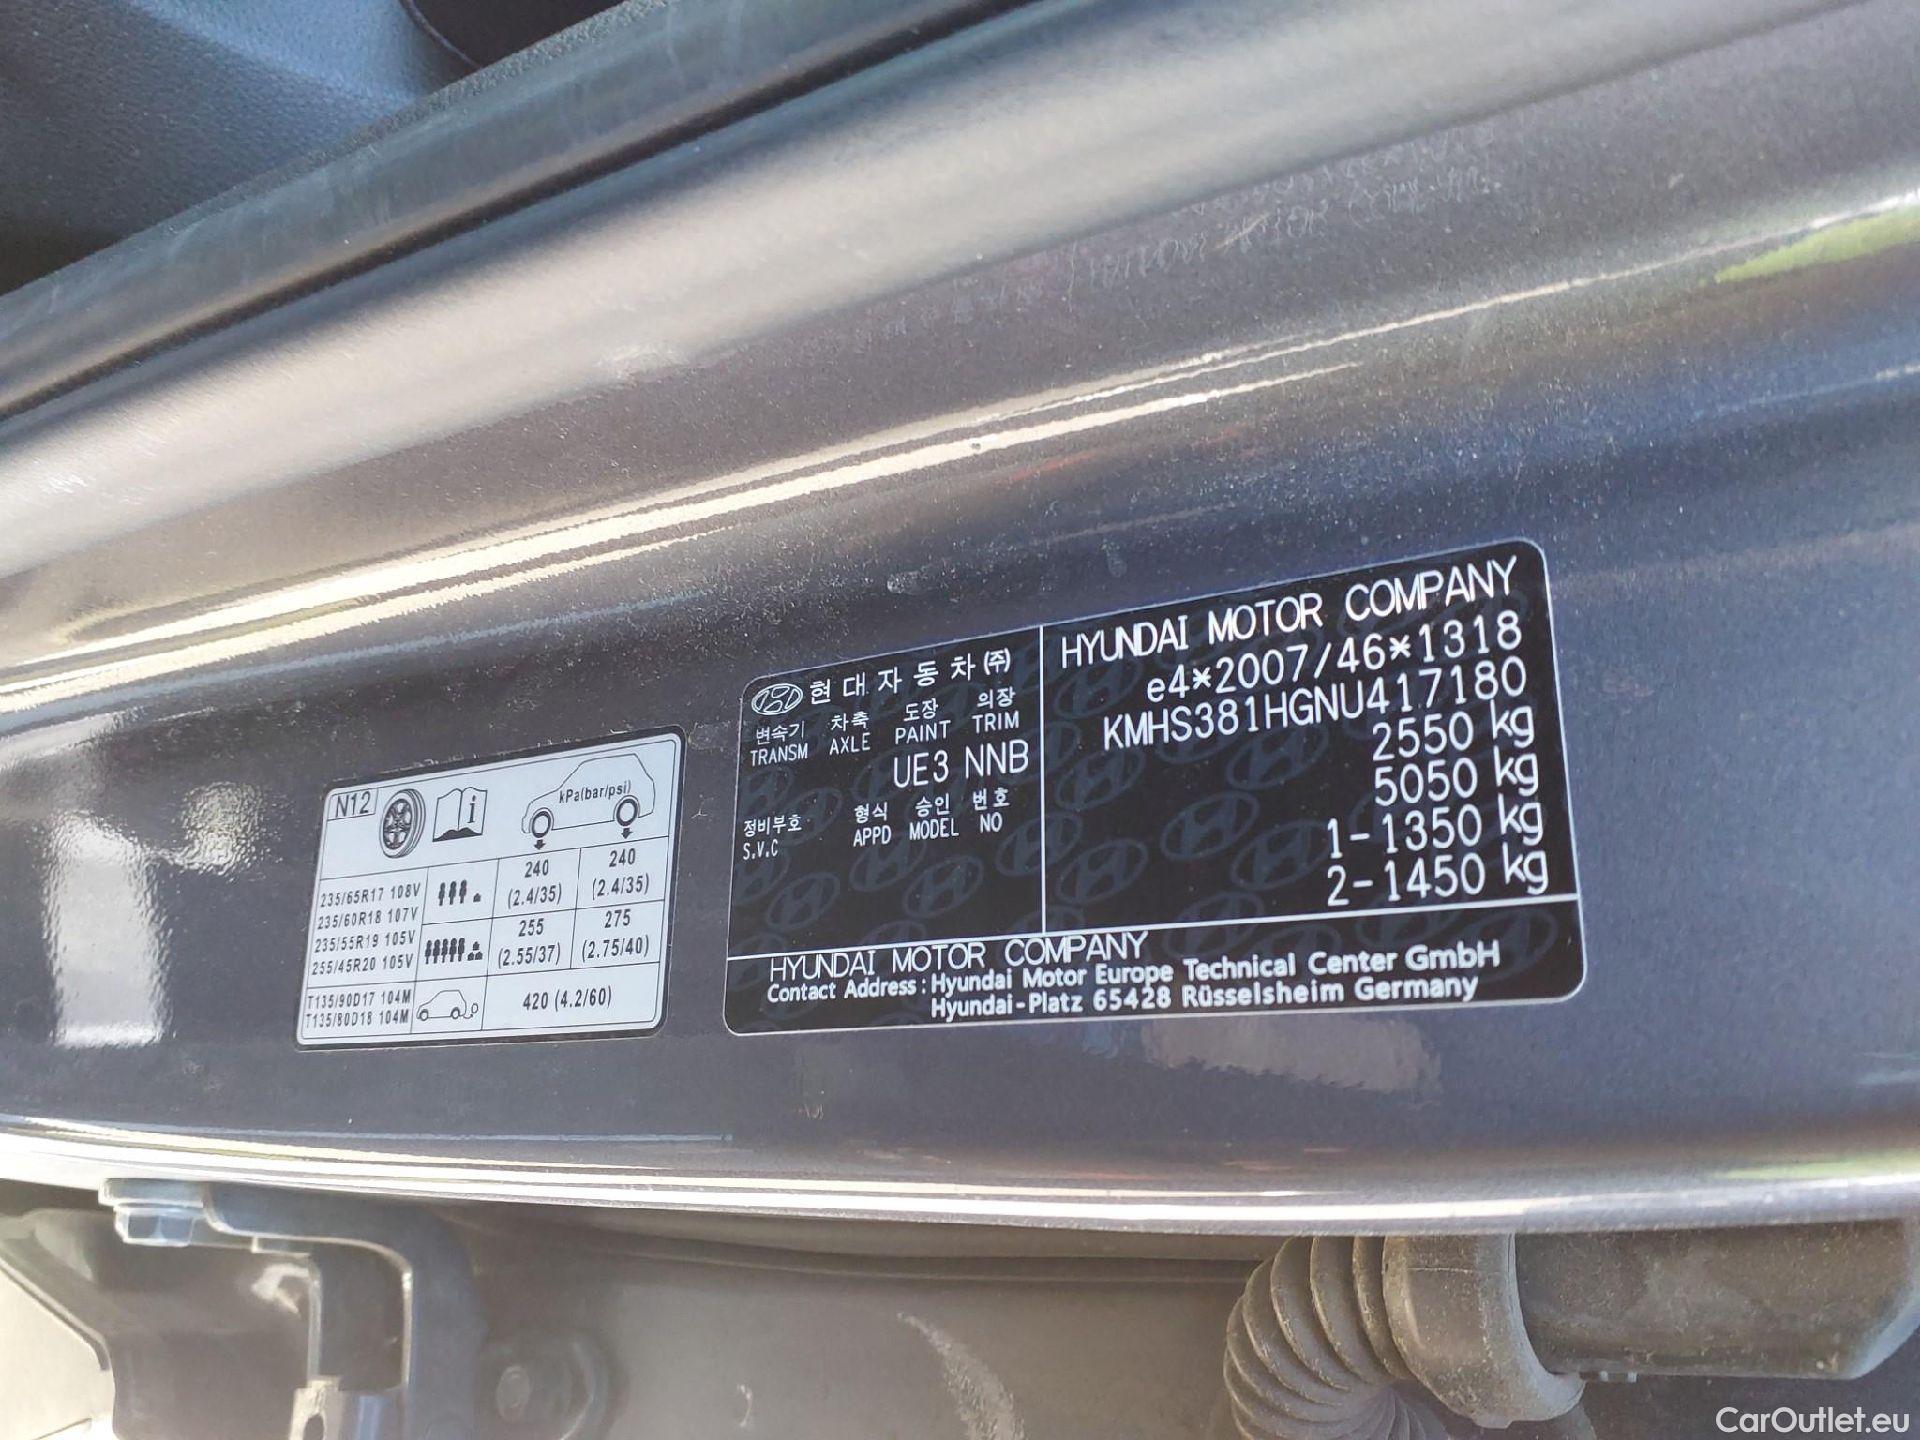 N12
kPa(bar/psi)
235/65R17 108V
235/60R18 107V
235/55R19 105V
255/45R20 105V
240
(2.4/35)
240
(2.4/35)
255
(2.55/37)
275
(2.75/40)
T135/90D17 104M
T135/80D18 104M
420 (4.2/60)
현대자동차(주)
변속기 차축 도장 의장
TRANSM AXLE PAINT TRIM
UE3 NNB
정비부호 형식 승인 번호
S.V.C APPD MODEL NO
HYUNDAI MOTOR COMPANY
e4*2007/46*1318
KMHS381HGNU417180
2550 kg
5050 kg
1-1350 kg
2-1450 kg
HYUNDAI MOTOR COMPANY
Contact Address : Hyundai Motor Europe Technical Center GmbH
Hyundai-Platz 65428 Rüsselsheim Germany
CarOutlet.eu